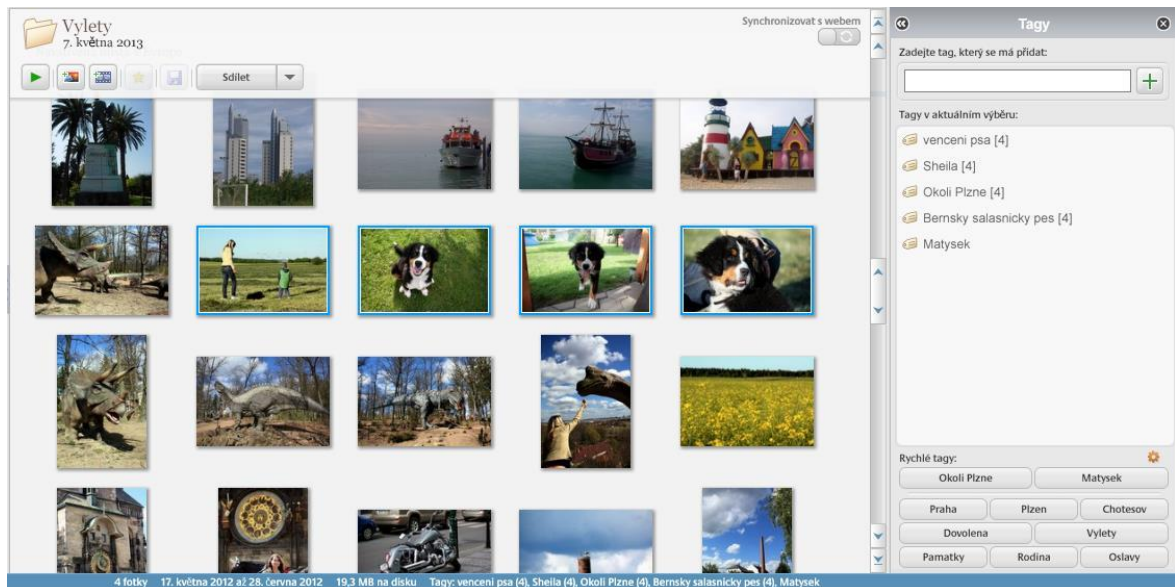 Vylety
7. května 2013
Synchronizovat s webem
Sdílet
Tagy
Zadejte tag, který se má přidat:
Tagy v aktuálním výběru:
venceni psa [4]
Sheila [4]
Okoli Plzne [4]
Bernsky salasnicky pes [4]
Matysek
Rychlé tagy:
Okoli Plzne Matysek
Praha Plzen Chotesov
Dovolena Vylety
Pamatky Rodina Oslavy
4 fotky 17. května 2012 až 28. června 2012 19,3 MB na disku Tagy: venceni psa (4), Sheila (4), Okoli Plzne (4), Bernsky salasnicky pes (4), Matysek